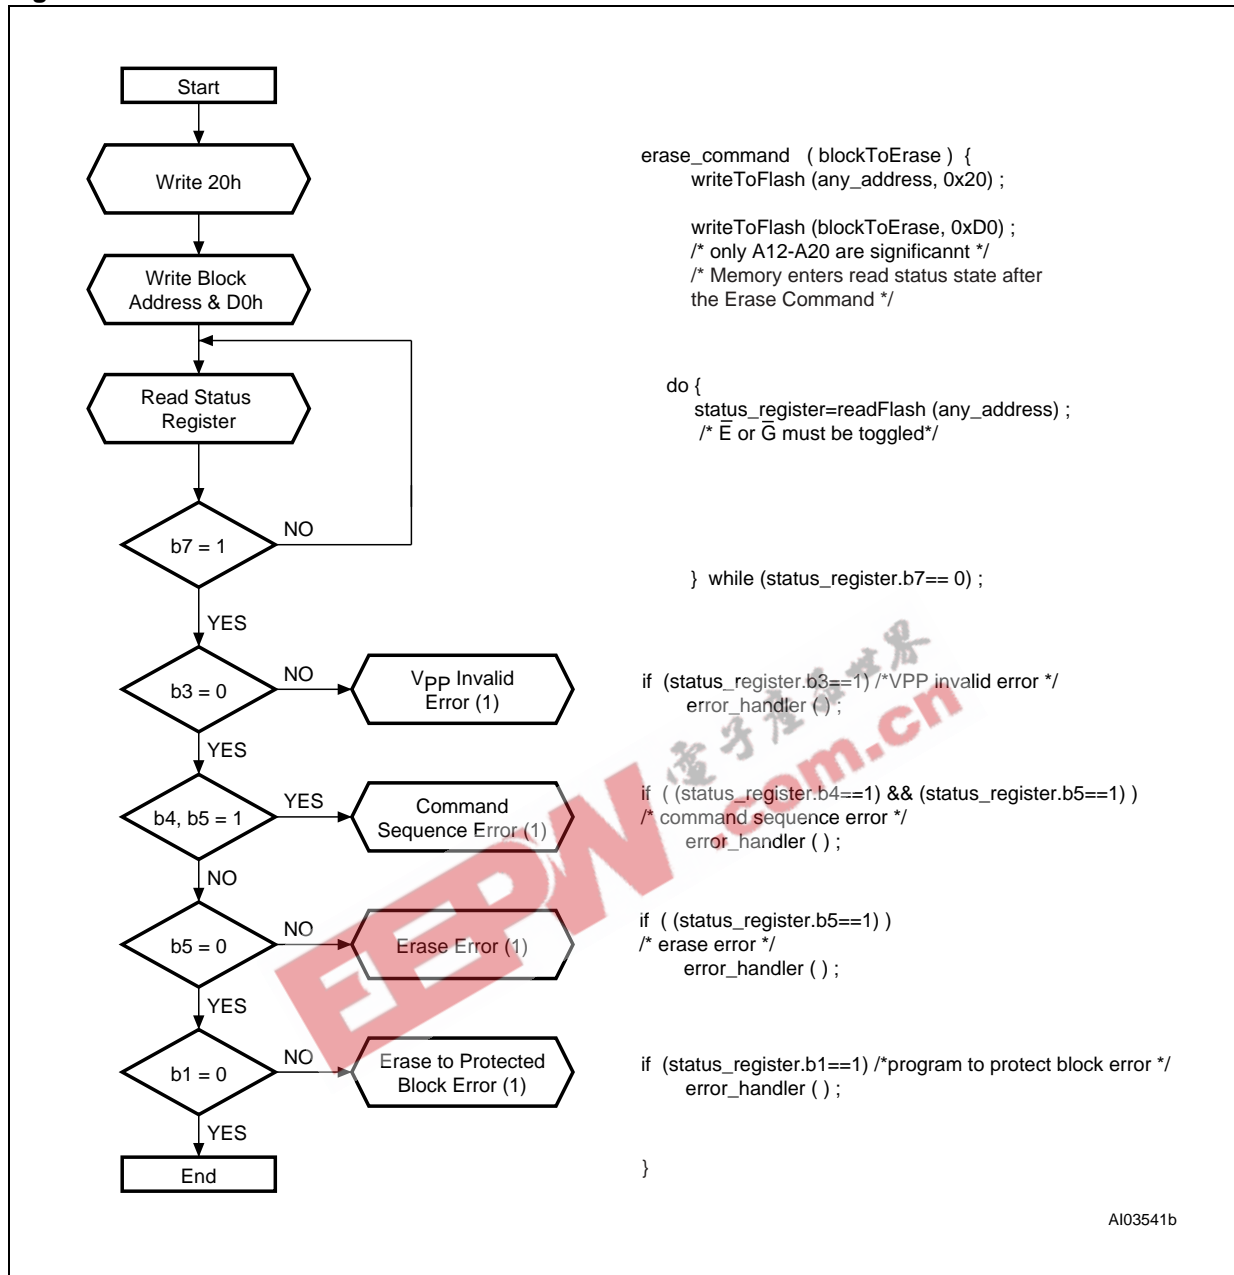 Start
Write 20h
Write Block
Address & D0h
Read Status
Register
b7 = 1
NO
YES
b3 = 0
NO
VPP Invalid
Error (1)
YES
b4, b5 = 1
YES
Command
Sequence Error (1)
NO
b5 = 0
NO
Erase Error (1)
YES
b1 = 0
NO
Erase to Protected
Block Error (1)
YES
End
erase_command ( blockToErase ) {
writeToFlash (any_address, 0x20) ;
writeToFlash (blockToErase, 0xD0) ;
/* only A12-A20 are significannt */
/* Memory enters read status state after
the Erase Command */
do {
status_register=readFlash (any_address) ;
/* E̅ or G̅ must be toggled*/
} while (status_register.b7== 0) ;
if (status_register.b3==1) /*VPP invalid error */
error_handler ( ) ;
if ( (status_register.b4==1) && (status_register.b5==1) )
/* command sequence error */
error_handler ( ) ;
if ( (status_register.b5==1) )
/* erase error */
error_handler ( ) ;
if (status_register.b1==1) /*program to protect block error */
error_handler ( ) ;
}
AI03541b
EEPW
電子產品世界
.com.cn